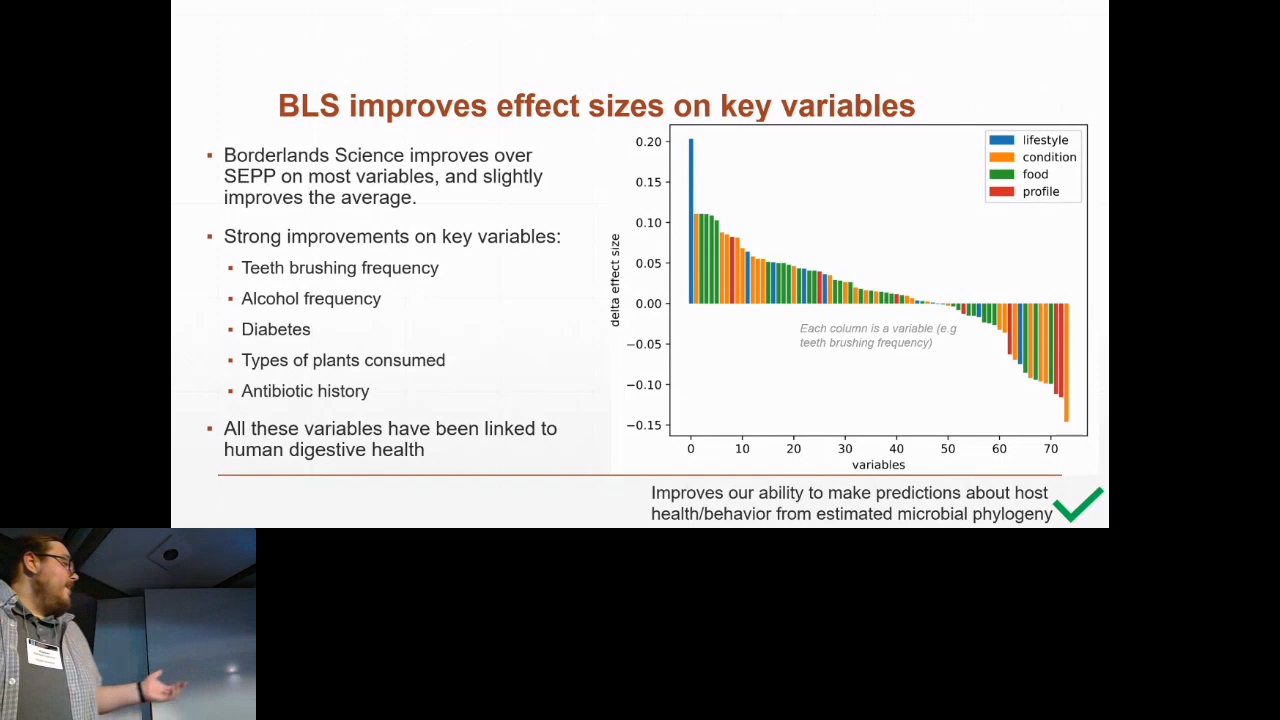 BLS improves effect sizes on key variables
▪ Borderlands Science improves over
SEPP on most variables, and slightly
improves the average.
▪ Strong improvements on key variables:
▪ Teeth brushing frequency
▪ Alcohol frequency
▪ Diabetes
▪ Types of plants consumed
▪ Antibiotic history
▪ All these variables have been linked to
human digestive health
delta effect size
0.20
0.15
0.10
0.05
0.00
−0.05
−0.10
−0.15
lifestyle
condition
food
profile
Each column is a variable (e.g
teeth brushing frequency)
0 10 20 30 40 50 60 70
variables
Improves our ability to make predictions about host
health/behavior from estimated microbial phylogeny